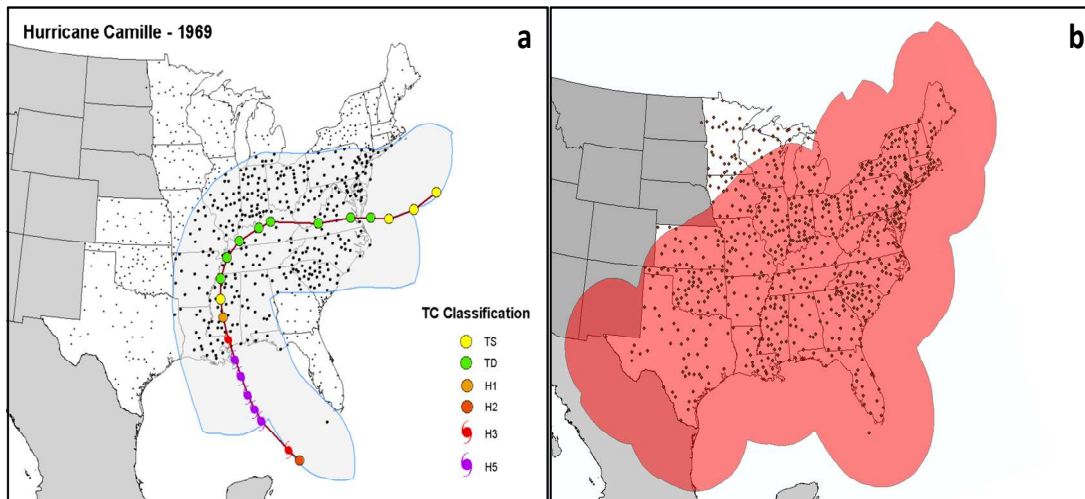 Hurricane Camille - 1969
a
b
TC Classification
TS
TD
H1
H2
H3
H5